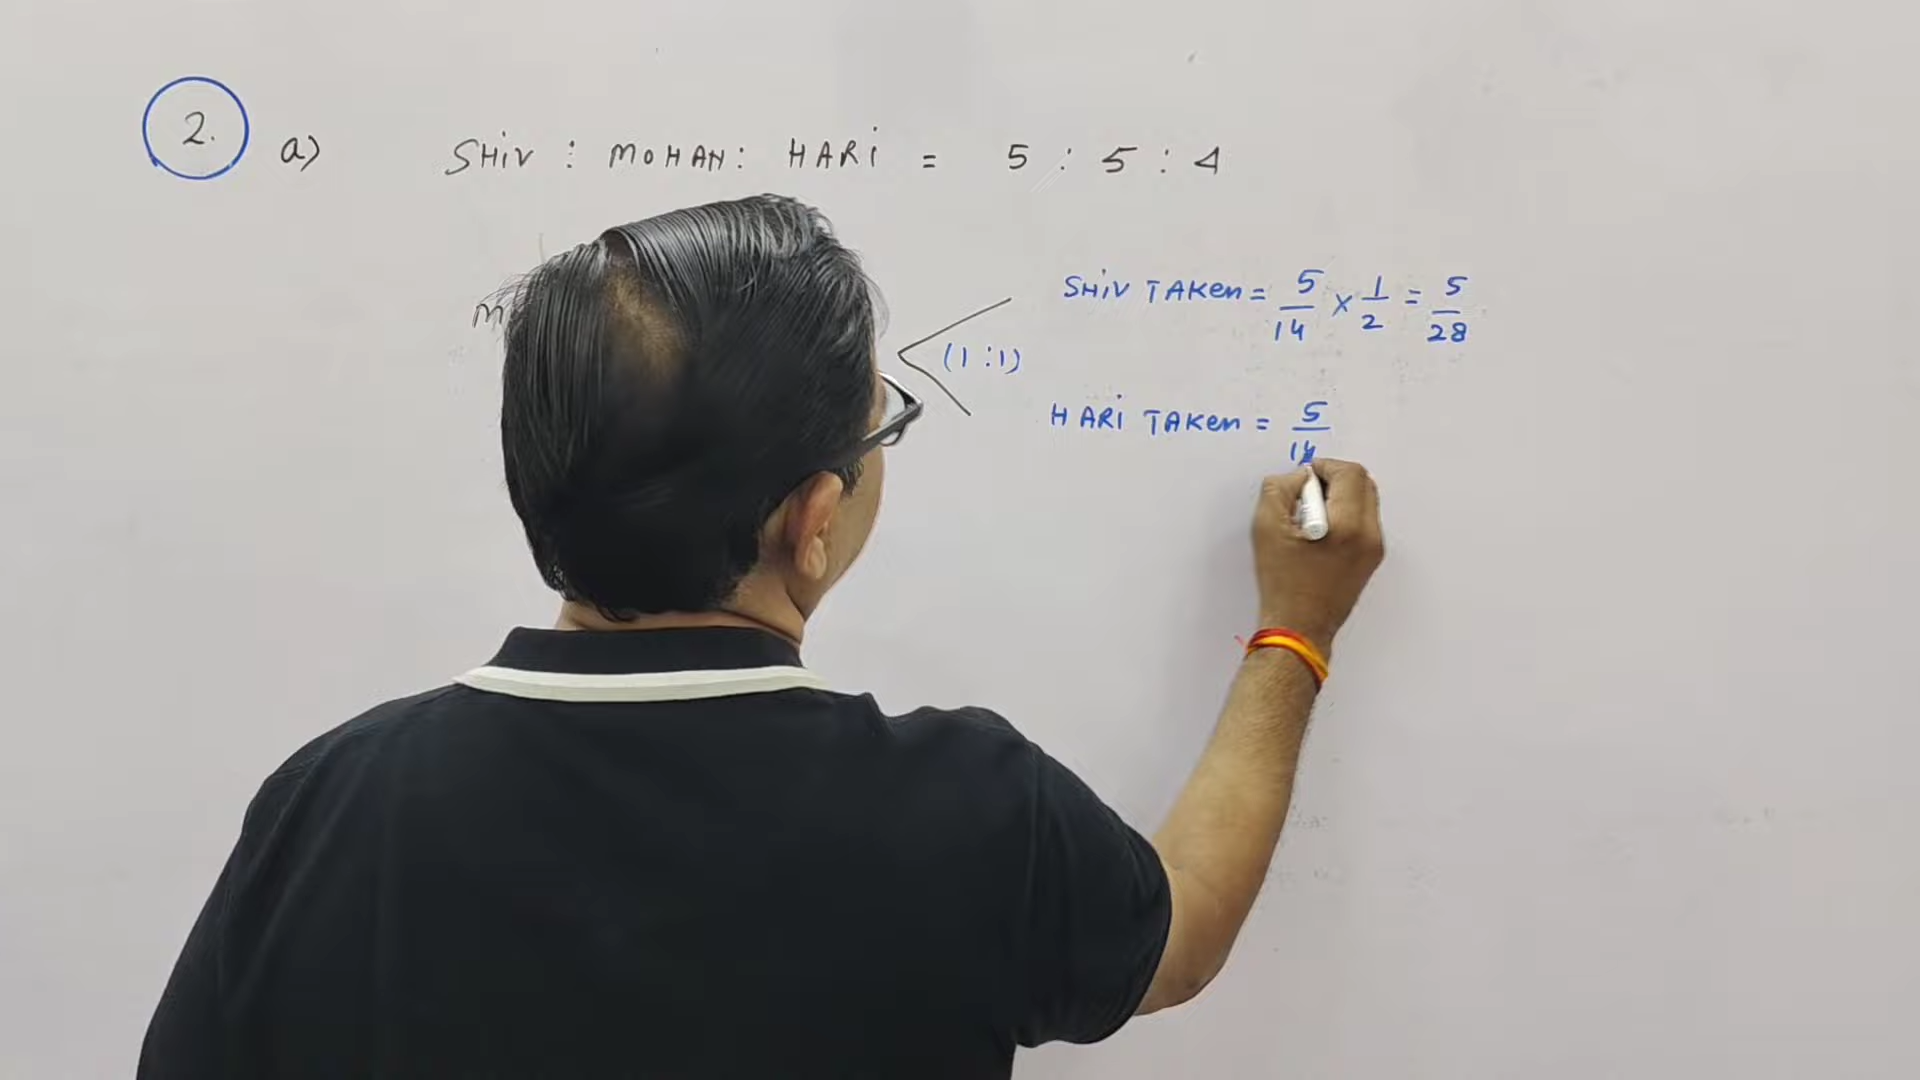 2. a) SHiV : MOHAN : HARi = 5 : 5 : 4
SHiV TAKen = 5/14 × 1/2 = 5/28
(1 : 1)
HARi TAKen = 5/14